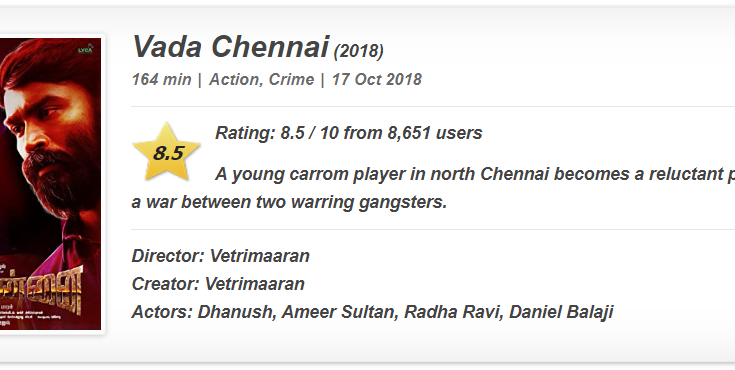 LYCA
Vada Chennai (2018)
164 min | Action, Crime | 17 Oct 2018
8.5
Rating: 8.5 / 10 from 8,651 users
A young carrom player in north Chennai becomes a reluctant p
a war between two warring gangsters.
Director: Vetrimaaran
Creator: Vetrimaaran
Actors: Dhanush, Ameer Sultan, Radha Ravi, Daniel Balaji
ன்னை